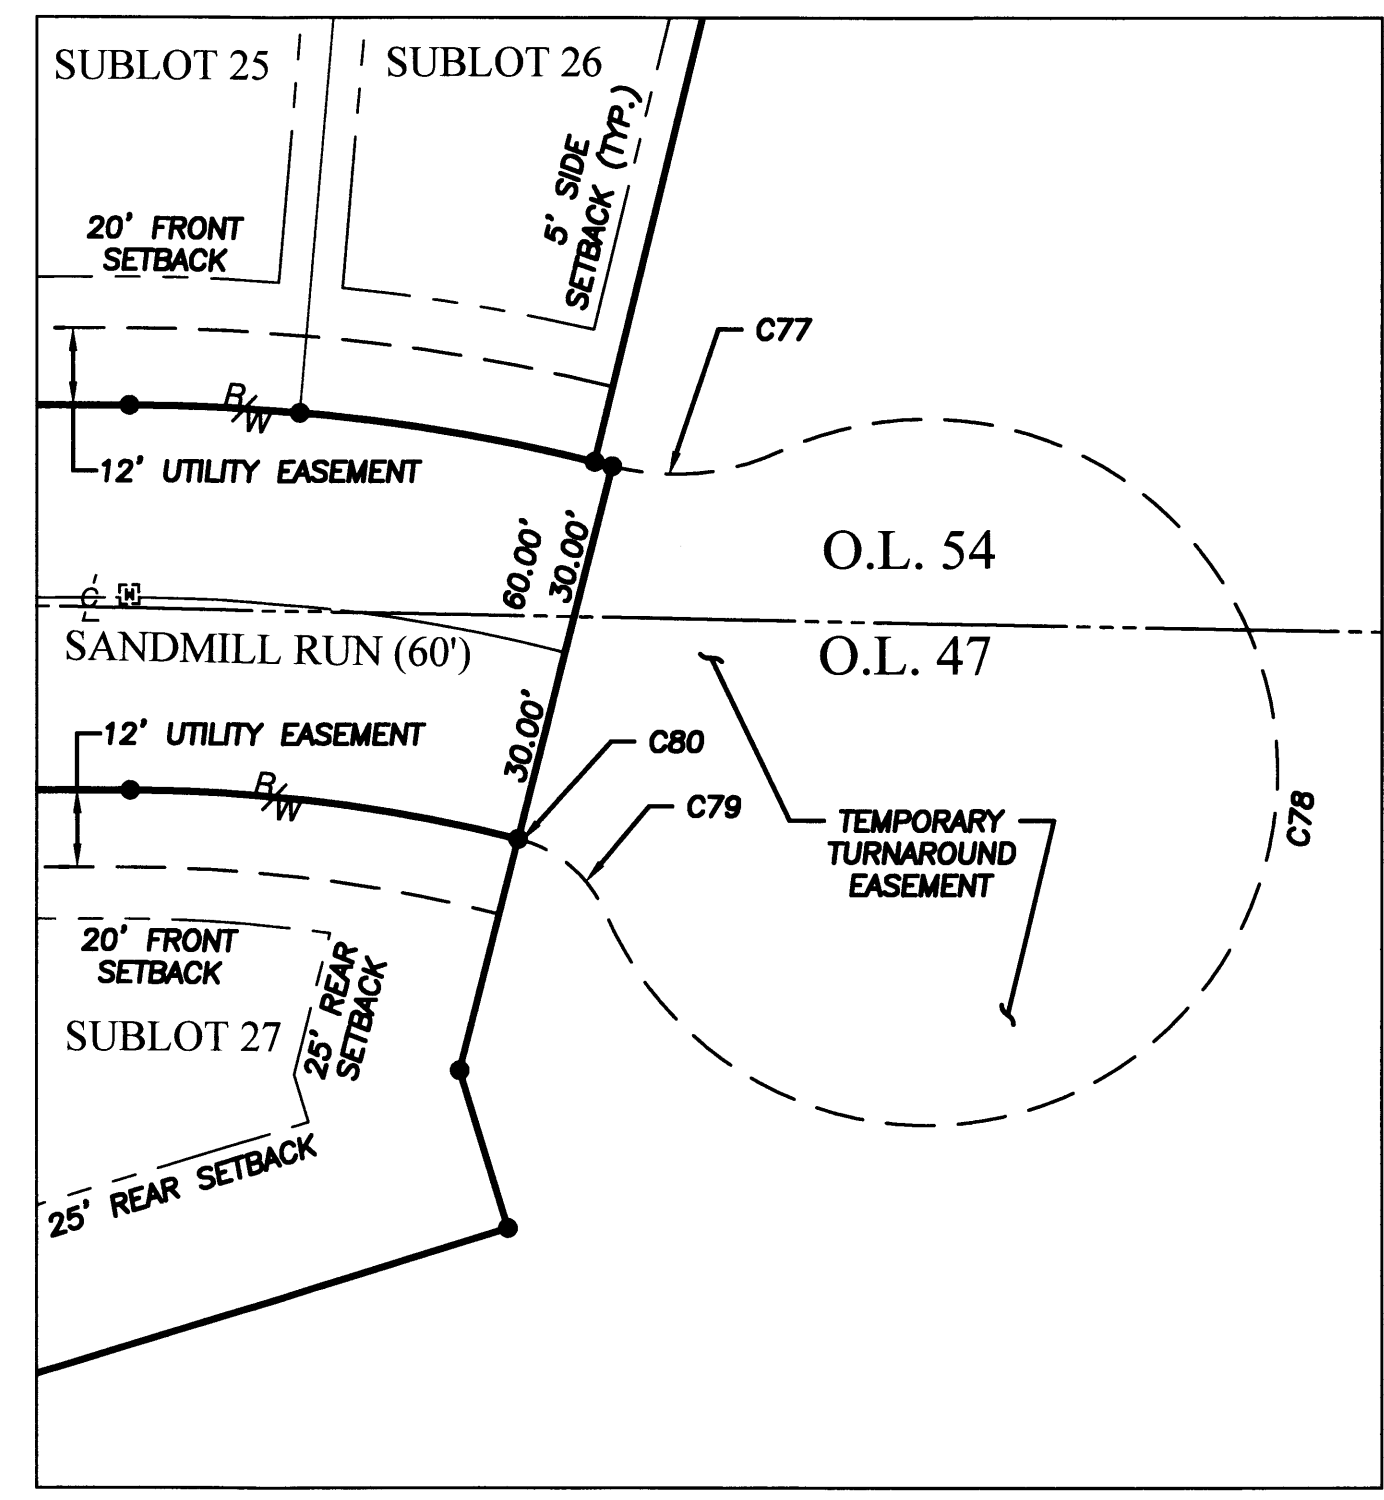 SUBLOT 25
SUBLOT 26
5' SIDE
SETBACK (TYP.)
20' FRONT
SETBACK
C77
R/W
12' UTILITY EASEMENT
60.00'
30.00'
O.L. 54
CL
W
SANDMILL RUN (60')
O.L. 47
30.00'
12' UTILITY EASEMENT
C80
R/W
C79
C78
TEMPORARY
TURNAROUND
EASEMENT
20' FRONT
SETBACK
25' REAR
SETBACK
SUBLOT 27
25' REAR SETBACK